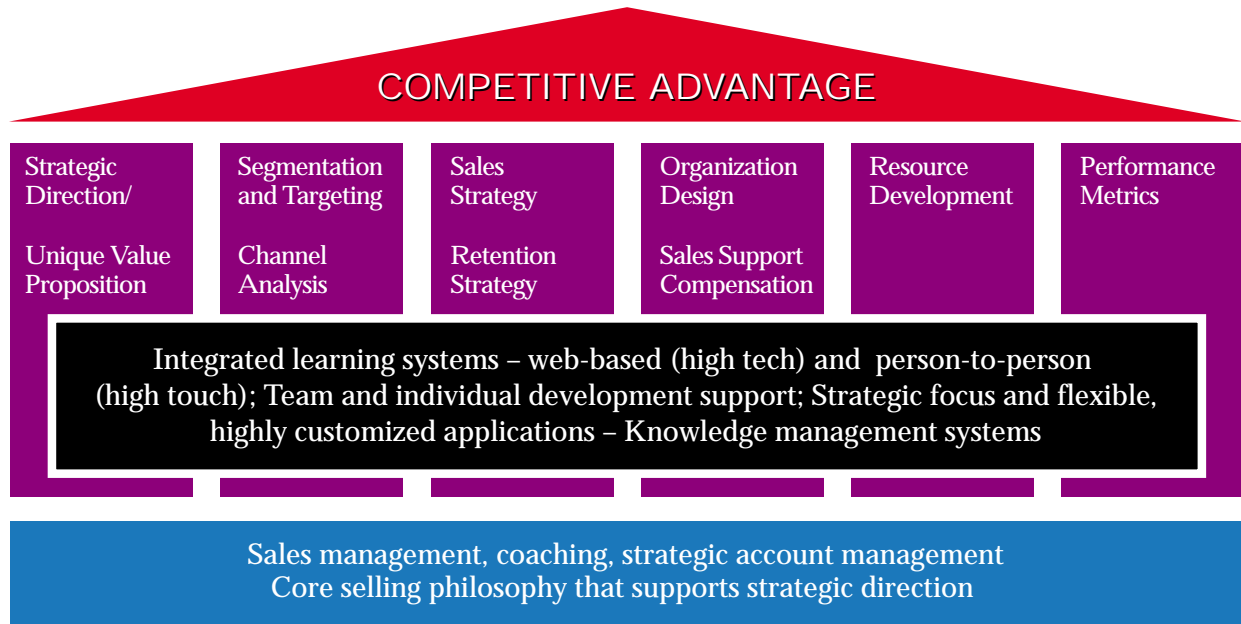 COMPETITIVE ADVANTAGE
Strategic
Direction/
Unique Value
Proposition
Segmentation
and Targeting
Channel
Analysis
Sales
Strategy
Retention
Strategy
Organization
Design
Sales Support
Compensation
Resource
Development
Performance
Metrics
Integrated learning systems – web-based (high tech) and person-to-person
(high touch); Team and individual development support; Strategic focus and flexible,
highly customized applications – Knowledge management systems
Sales management, coaching, strategic account management
Core selling philosophy that supports strategic direction